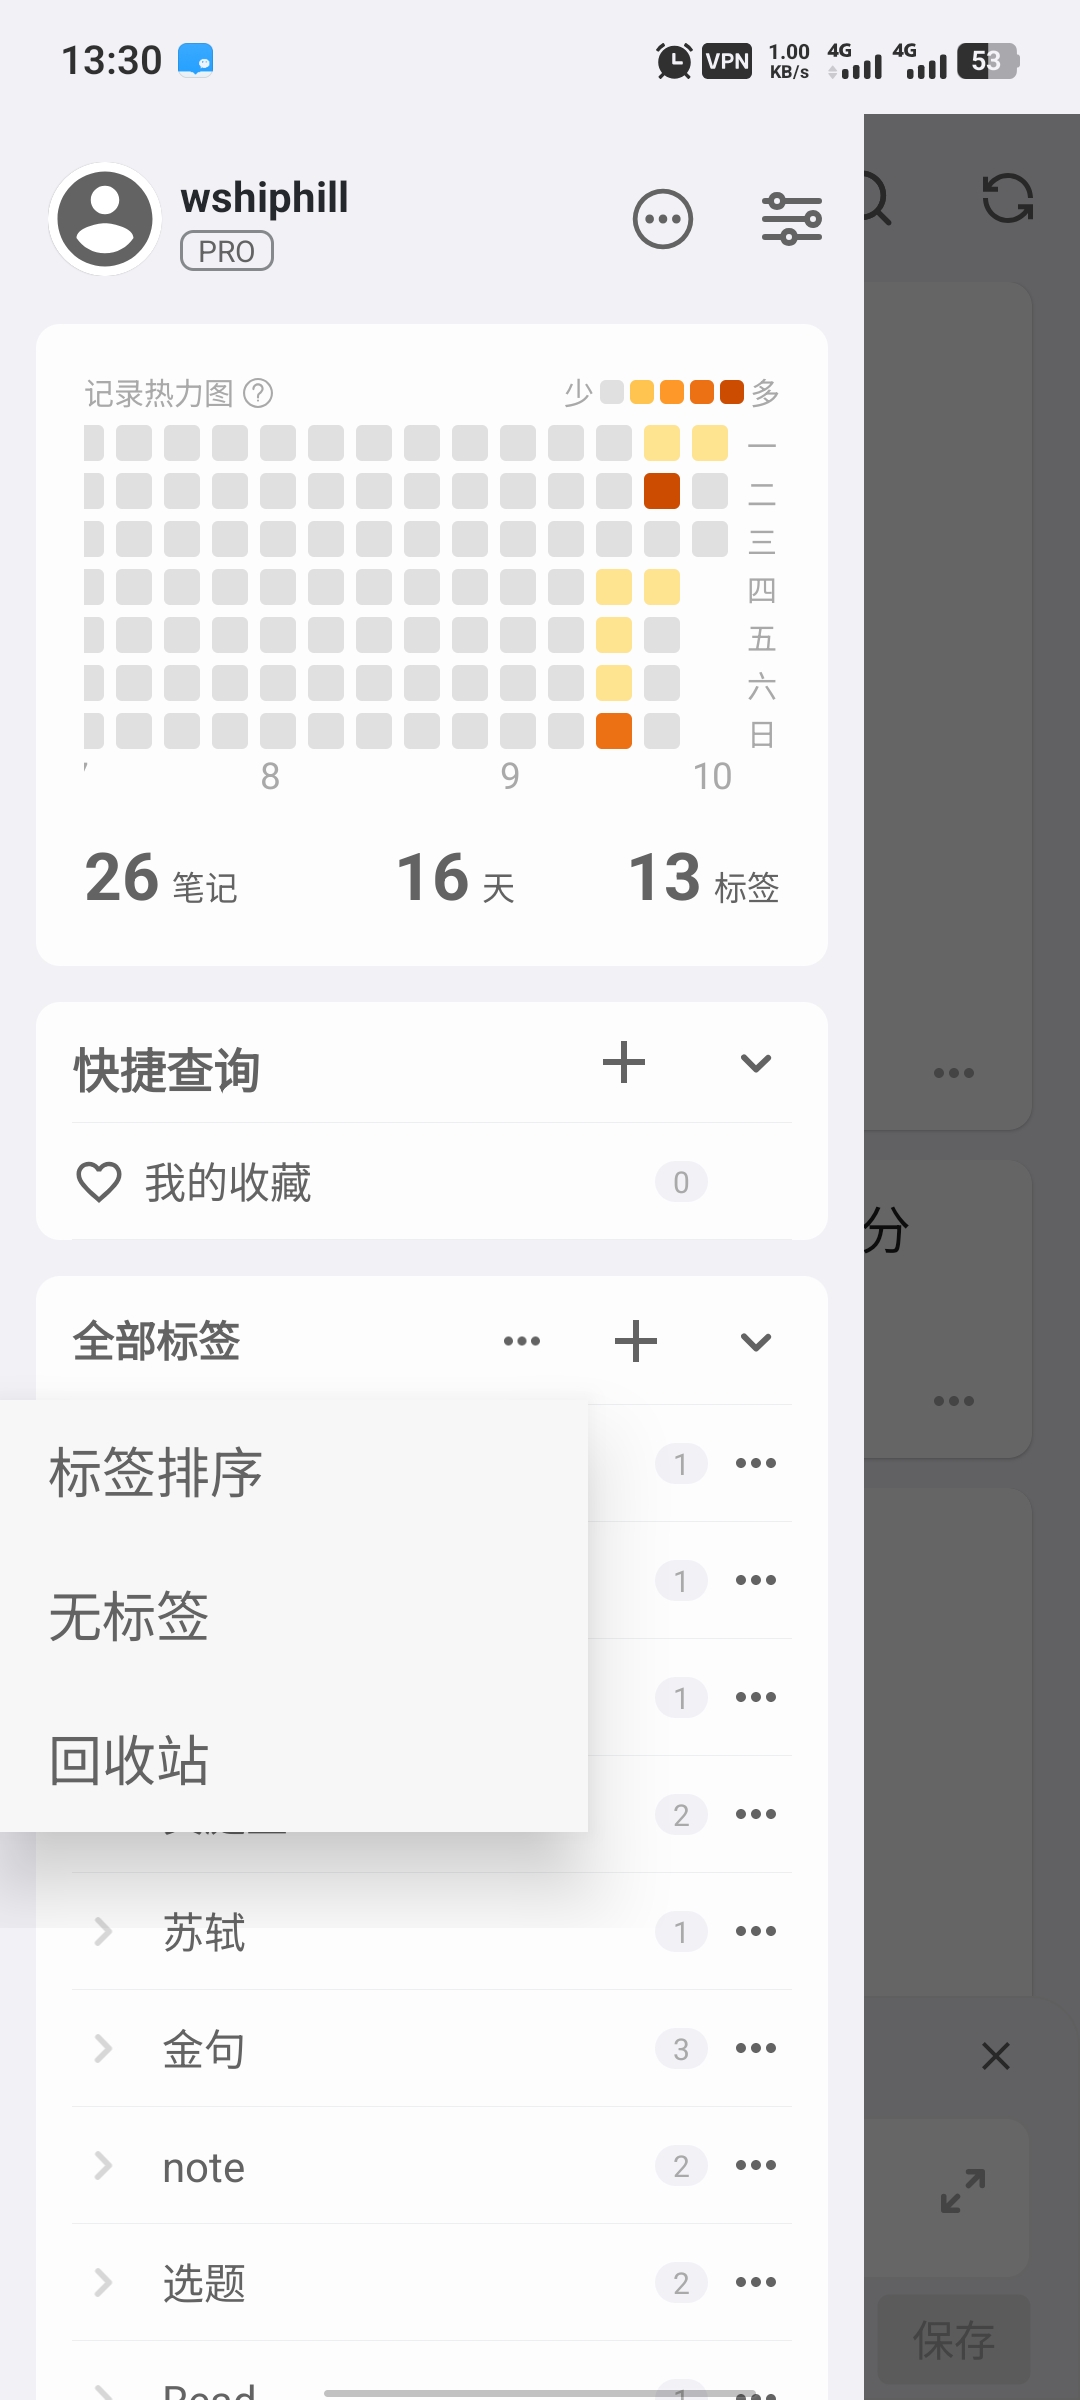 13:30
VPN 1.00 KB/s 4G 4G 53
wshiphill
PRO
记录热力图 ? 少 多
一
二
三
四
五
六
日
8 9 10
26 笔记 16 天 13 标签
快捷查询
我的收藏 0
全部标签
标签排序
1
1
无标签
1
回收站
2
苏轼 1
金句 3
note 2
选题 2
Read 1
分
保存